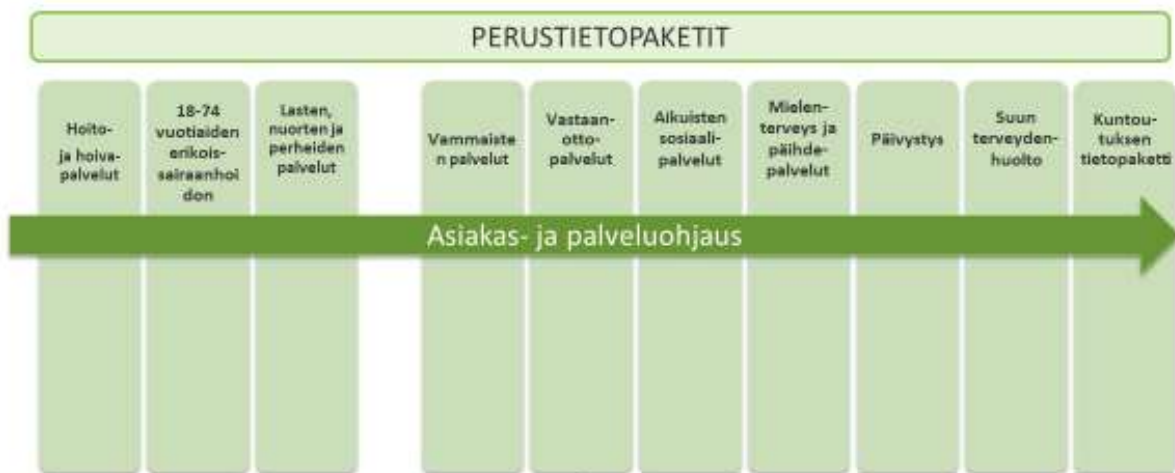 PERUSTIETOPAKETIT
Hoito-
ja hoiva-
palvelut
18-74
vuotiaiden
erikois-
sairaanhoi
don
Lasten,
nuorten ja
perheiden
palvelut
Vammaiste
n palvelut
Vastaan-
otto-
palvelut
Aikuisten
sosiaali-
palvelut
Mielen-
terveys ja
päihde-
palvelut
Päivystys
Suun
terveyden-
huolto
Kuntou-
tuksen
tietopaketti
Asiakas- ja palveluohjaus